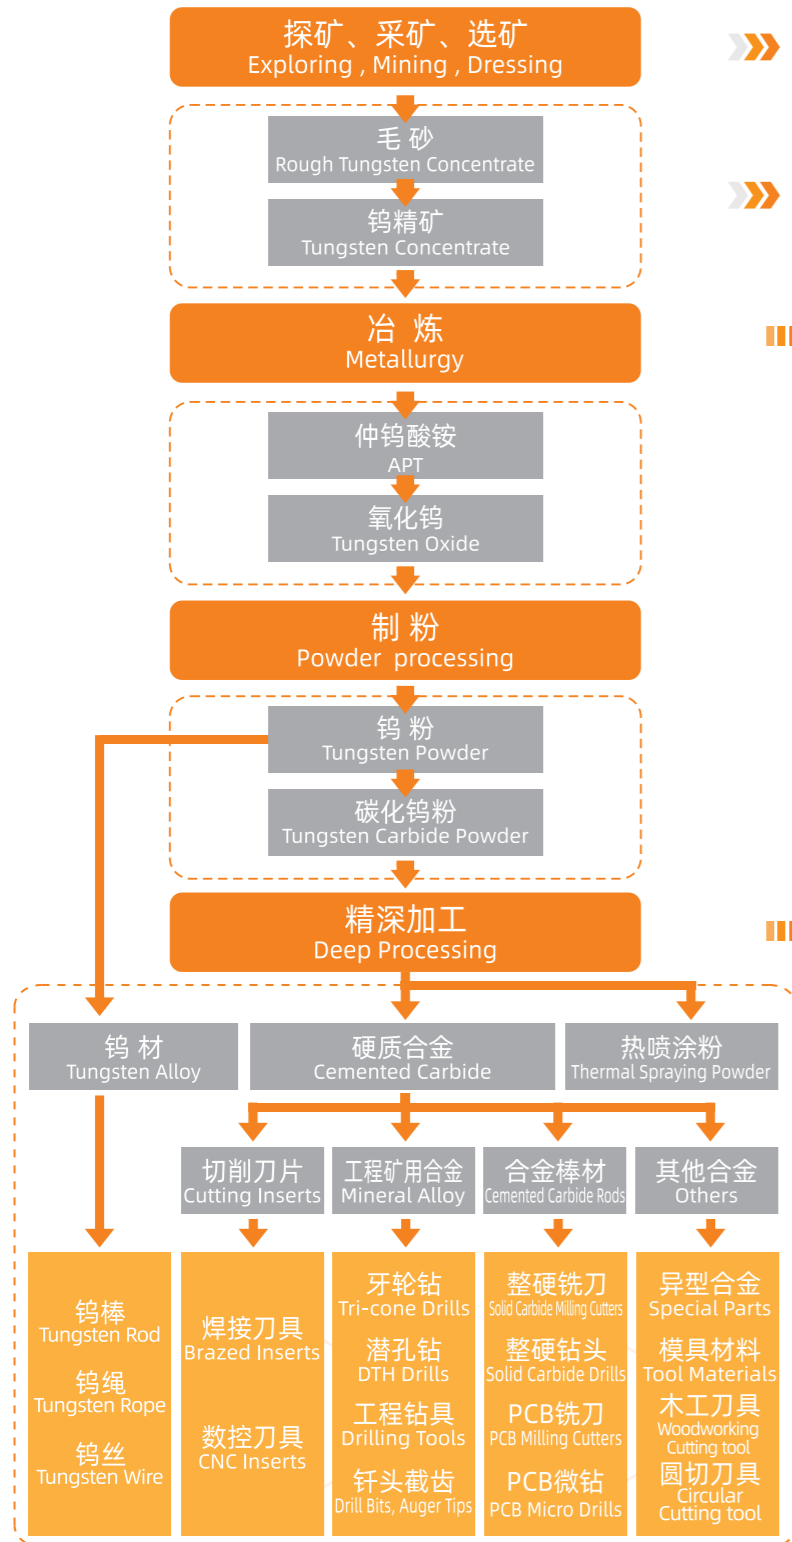 探矿、采矿、选矿
Exploring , Mining , Dressing
毛 砂
Rough Tungsten Concentrate
钨精矿
Tungsten Concentrate
冶 炼
Metallurgy
仲钨酸铵
APT
氧化钨
Tungsten Oxide
制 粉
Powder processing
钨 粉
Tungsten Powder
碳化钨粉
Tungsten Carbide Powder
精深加工
Deep Processing
钨 材
Tungsten Alloy
硬质合金
Cemented Carbide
热喷涂粉
Thermal Spraying Powder
切削刀片
Cutting Inserts
工程矿用合金
Mineral Alloy
合金棒材
Cemented Carbide Rods
其他合金
Others
钨棒
Tungsten Rod
钨绳
Tungsten Rope
钨丝
Tungsten Wire
焊接刀具
Brazed Inserts
数控刀具
CNC Inserts
牙轮钻
Tri-cone Drills
潜孔钻
DTH Drills
工程钻具
Drilling Tools
钎头截齿
Drill Bits, Auger Tips
整硬铣刀
Solid Carbide Milling Cutters
整硬钻头
Solid Carbide Drills
PCB铣刀
PCB Milling Cutters
PCB微钻
PCB Micro Drills
异型合金
Special Parts
模具材料
Tool Materials
木工刀具
Woodworking
Cutting tool
圆切刀具
Circular
Cutting tool